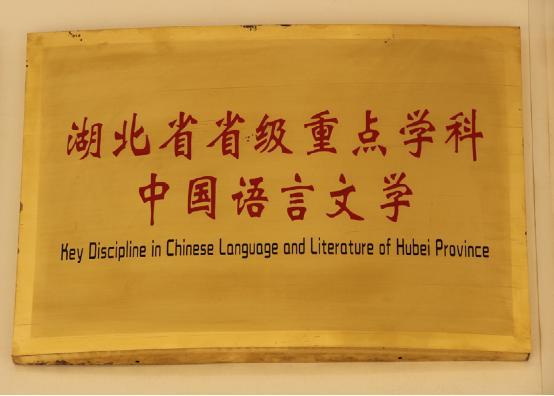 湖北省省级重点学科
中国语言文学
Key Discipline in Chinese Language and Literature of Hubei Province